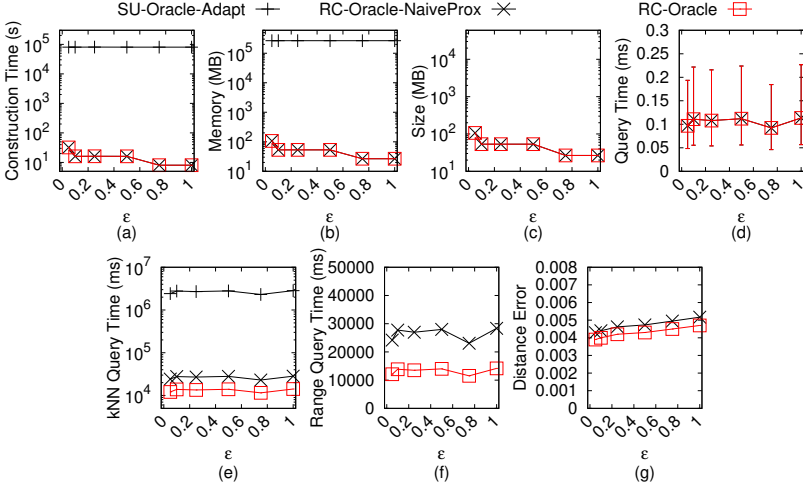 SU-Oracle-Adapt RC-Oracle-NaiveProx RC-Oracle
Construction Time (s)
10^5
10^4
10^3
10^2
10^1
0 0.2 0.4 0.6 0.8 1
ε
(a)
Memory (MB)
10^5
10^4
10^3
10^2
10^1
0 0.2 0.4 0.6 0.8 1
ε
(b)
Size (MB)
10^4
10^3
10^2
10^1
0 0.2 0.4 0.6 0.8 1
ε
(c)
Query Time (ms)
0.3
0.25
0.2
0.15
0.1
0.05
0
0 0.2 0.4 0.6 0.8 1
ε
(d)
kNN Query Time (ms)
10^7
10^6
10^5
10^4
0 0.2 0.4 0.6 0.8 1
ε
(e)
Range Query Time (ms)
50000
40000
30000
20000
10000
0
0 0.2 0.4 0.6 0.8 1
ε
(f)
Distance Error
0.008
0.007
0.006
0.005
0.004
0.003
0.002
0
0 0.2 0.4 0.6 0.8 1
ε
(g)